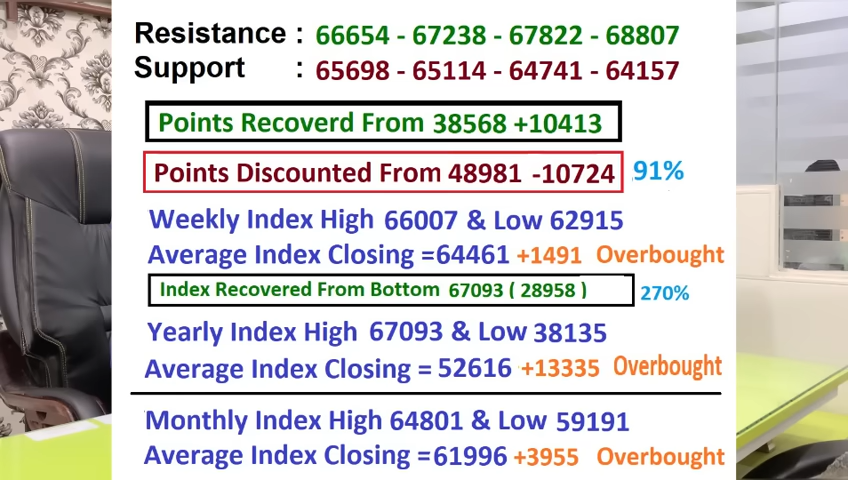 Resistance : 66654 - 67238 - 67822 - 68807
Support : 65698 - 65114 - 64741 - 64157
Points Recoverd From 38568 +10413
Points Discounted From 48981 -10724 91%
Weekly Index High 66007 & Low 62915
Average Index Closing =64461 +1491 Overbought
Index Recovered From Bottom 67093 ( 28958 ) 270%
Yearly Index High 67093 & Low 38135
Average Index Closing = 52616 +13335 Overbought
Monthly Index High 64801 & Low 59191
Average Index Closing =61996 +3955 Overbought